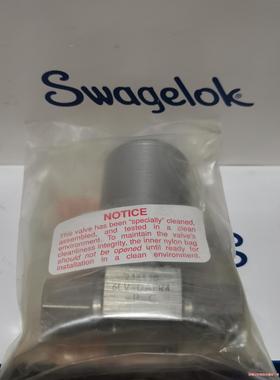 Swagelok
NOTICE
This valve has been "specially" cleaned,
assembled, and tested in a clean
environment. To maintain the valve's
cleanliness integrity, the inner nylon bag
should not be opened until ready for
installation in a clean environment.